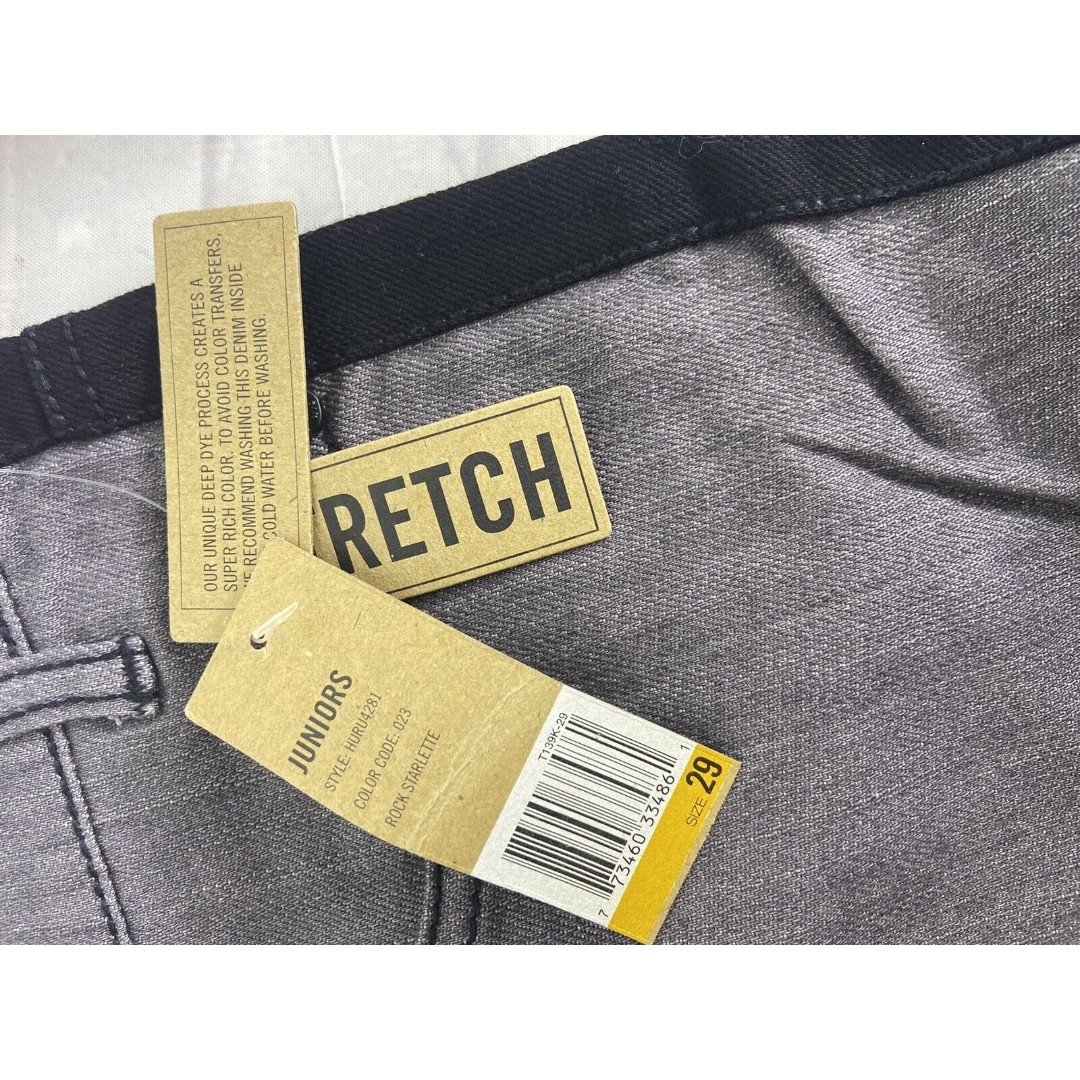 OUR UNIQUE DEEP DYE PROCESS CREATES A
SUPER RICH COLOR. TO AVOID COLOR TRANSFERS,
RECOMMEND WASHING THIS DENIM INSIDE
COLD WATER BEFORE WASHING.
RETCH
JUNIORS
STYLE: HURU4281
COLOR CODE: 023
ROCK STARLETTE
T139K-29
7 73460 33486 1
SIZE 29